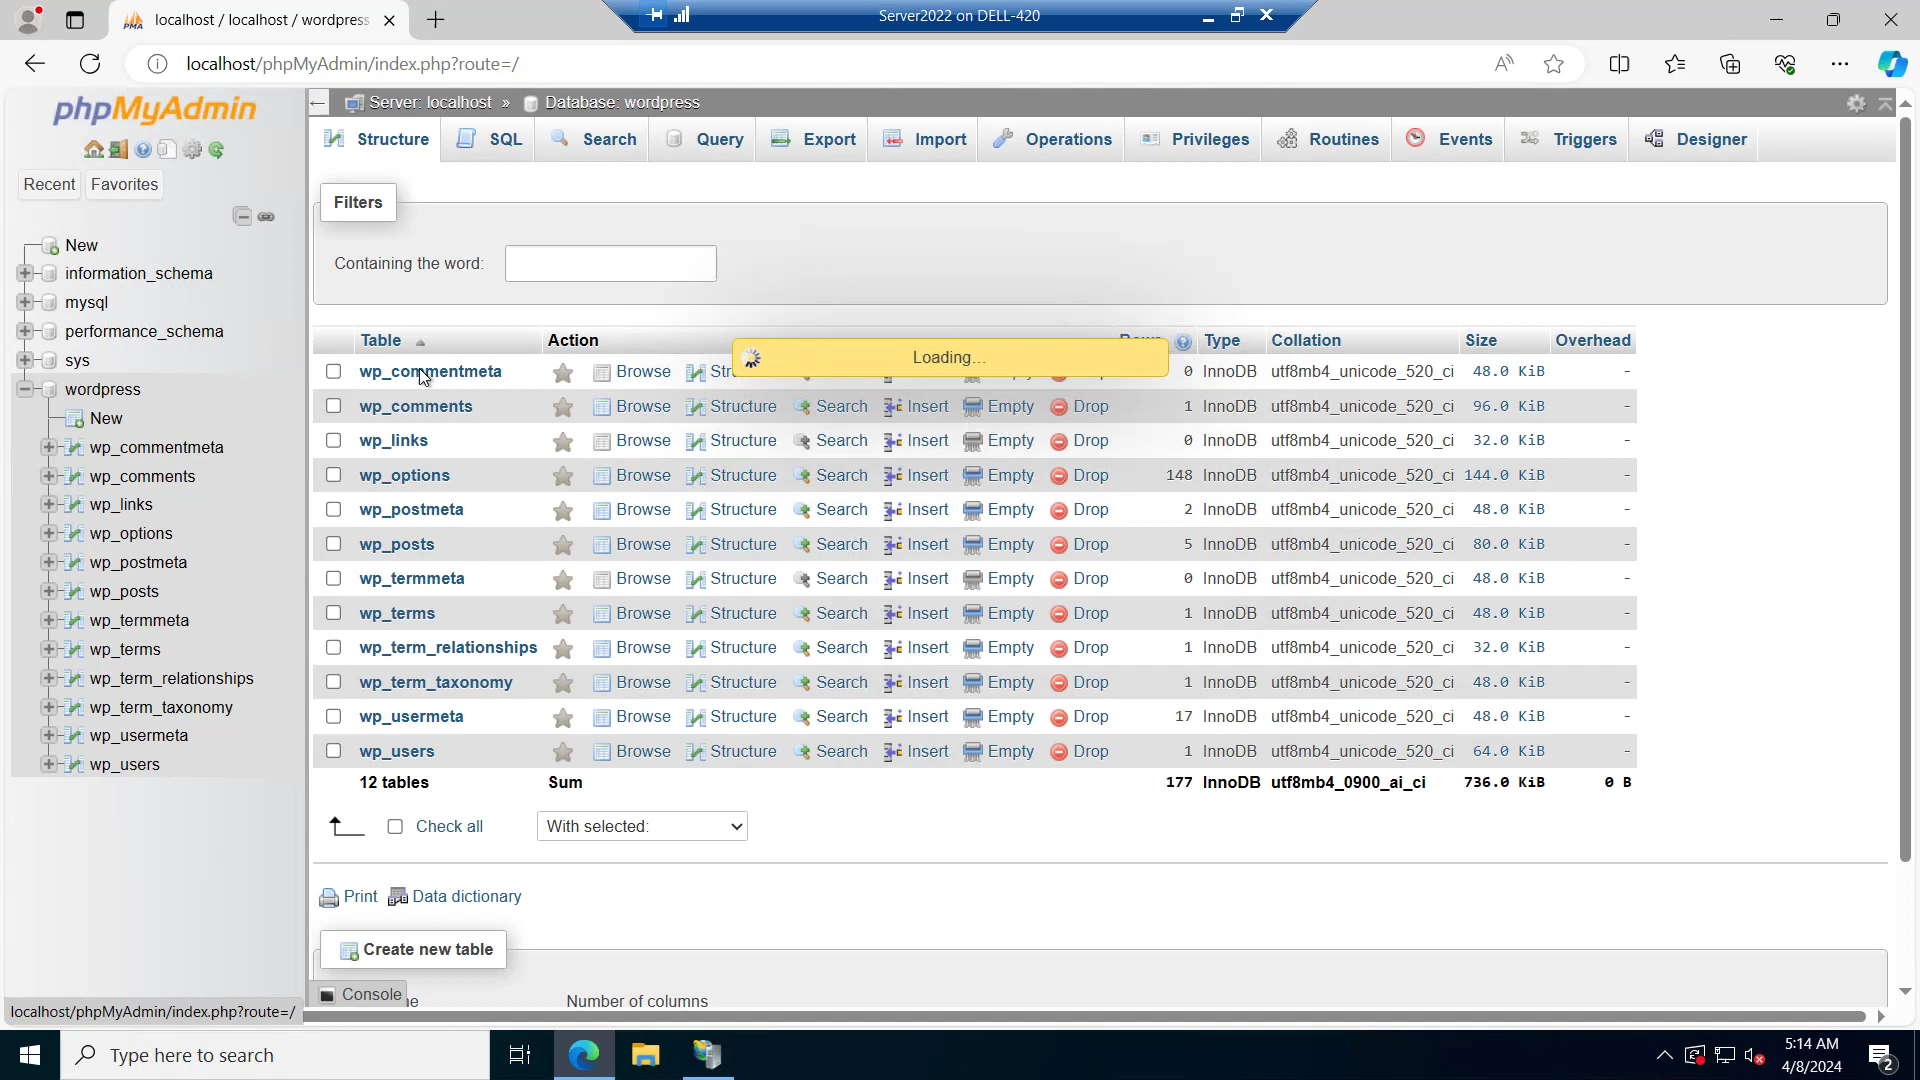 localhost / localhost / wordpress
Server2022 on DELL-420
localhost/phpMyAdmin/index.php?route=/
phpMyAdmin
Server: localhost » Database: wordpress
Structure SQL Search Query Export Import Operations Privileges Routines Events Triggers Designer
Recent Favorites
New
information_schema
mysql
performance_schema
sys
wordpress
New
wp_commentmeta
wp_comments
wp_links
wp_options
wp_postmeta
wp_posts
wp_termmeta
wp_terms
wp_term_relationships
wp_term_taxonomy
wp_usermeta
wp_users
Filters
Containing the word:
Loading…
Table Action Type Collation Size Overhead
wp_commentmeta Browse 0 InnoDB utf8mb4_unicode_520_ci 48.0 KiB -
wp_comments Browse Structure Search Insert Empty Drop 1 InnoDB utf8mb4_unicode_520_ci 96.0 KiB -
wp_links Browse Structure Search Insert Empty Drop 0 InnoDB utf8mb4_unicode_520_ci 32.0 KiB -
wp_options Browse Structure Search Insert Empty Drop 148 InnoDB utf8mb4_unicode_520_ci 144.0 KiB -
wp_postmeta Browse Structure Search Insert Empty Drop 2 InnoDB utf8mb4_unicode_520_ci 48.0 KiB -
wp_posts Browse Structure Search Insert Empty Drop 5 InnoDB utf8mb4_unicode_520_ci 80.0 KiB -
wp_termmeta Browse Structure Search Insert Empty Drop 0 InnoDB utf8mb4_unicode_520_ci 48.0 KiB -
wp_terms Browse Structure Search Insert Empty Drop 1 InnoDB utf8mb4_unicode_520_ci 48.0 KiB -
wp_term_relationships Browse Structure Search Insert Empty Drop 1 InnoDB utf8mb4_unicode_520_ci 32.0 KiB -
wp_term_taxonomy Browse Structure Search Insert Empty Drop 1 InnoDB utf8mb4_unicode_520_ci 48.0 KiB -
wp_usermeta Browse Structure Search Insert Empty Drop 17 InnoDB utf8mb4_unicode_520_ci 48.0 KiB -
wp_users Browse Structure Search Insert Empty Drop 1 InnoDB utf8mb4_unicode_520_ci 64.0 KiB -
12 tables Sum 177 InnoDB utf8mb4_0900_ai_ci 736.0 KiB 0 B
Check all With selected:
Print Data dictionary
Create new table
Console
Number of columns
localhost/phpMyAdmin/index.php?route=/
Type here to search
5:14 AM
4/8/2024
2